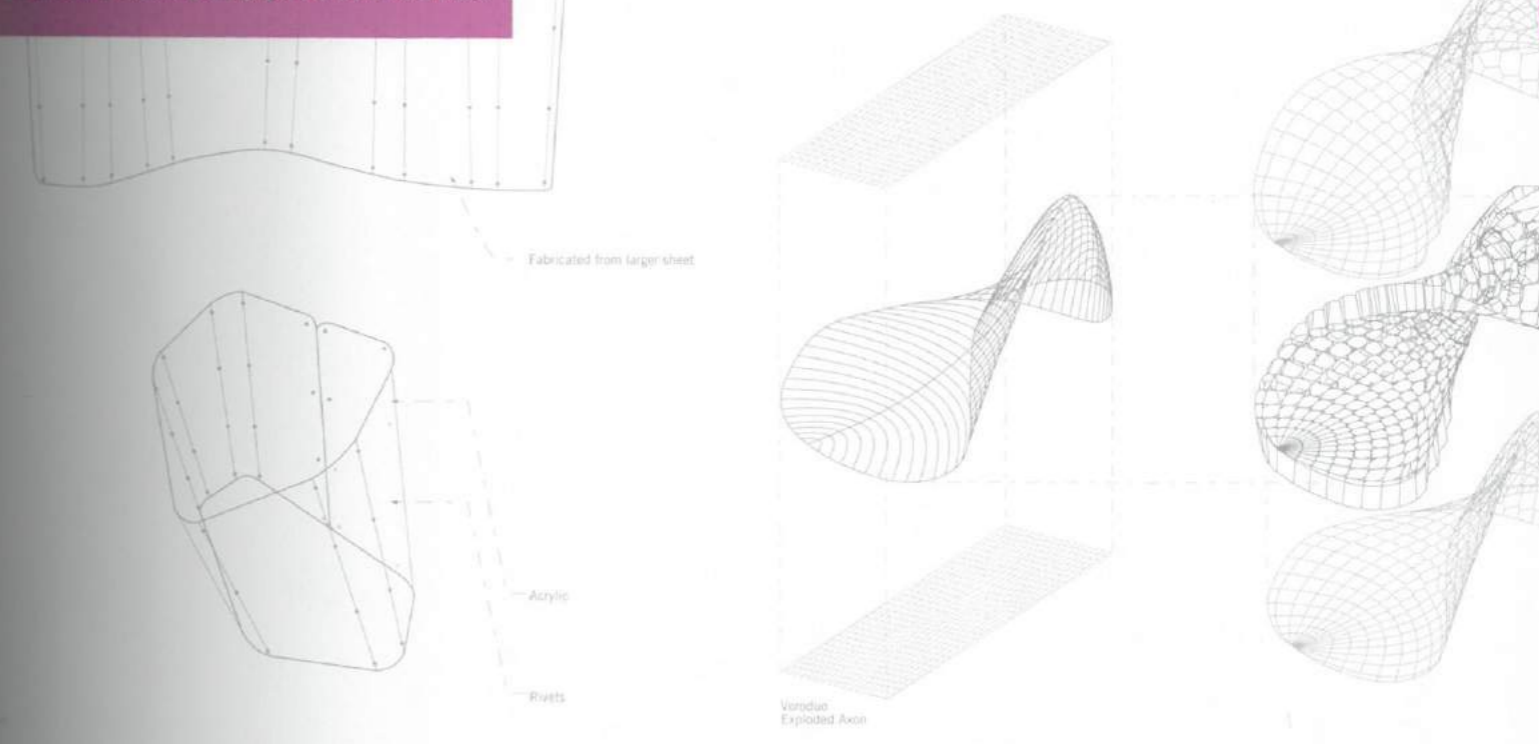 Fabricated from larger sheet
Acrylic
Rivets
Voroduo
Exploded Axon